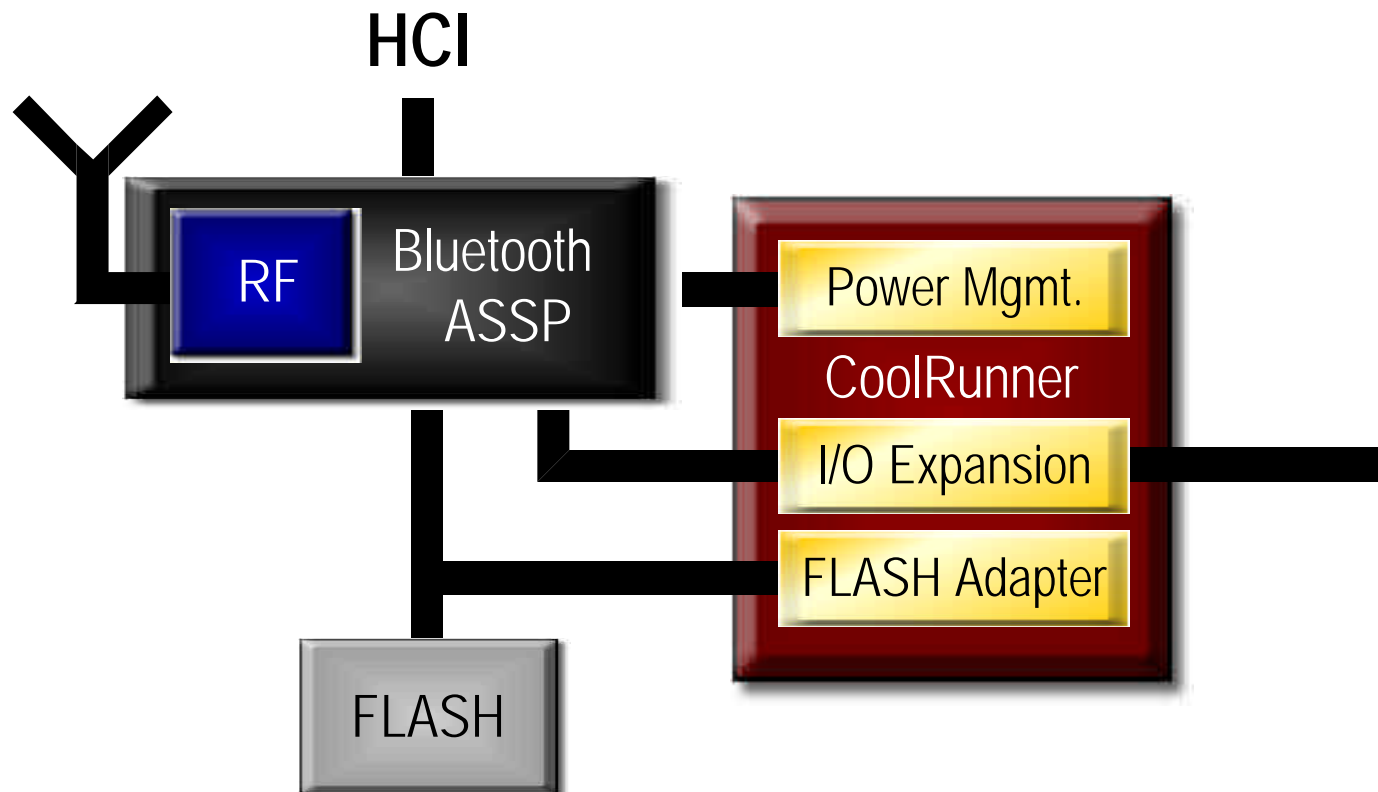 HCI
RF
Bluetooth
ASSP
Power Mgmt.
CoolRunner
I/O Expansion
FLASH Adapter
FLASH